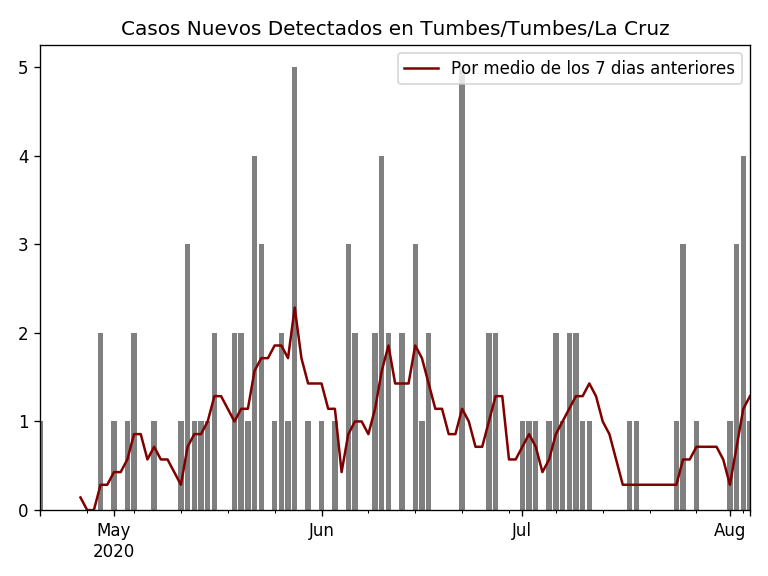 Casos Nuevos Detectados en Tumbes/Tumbes/La Cruz
Por medio de los 7 dias anteriores
5
4
3
2
1
0
May Jun Jul Aug
2020